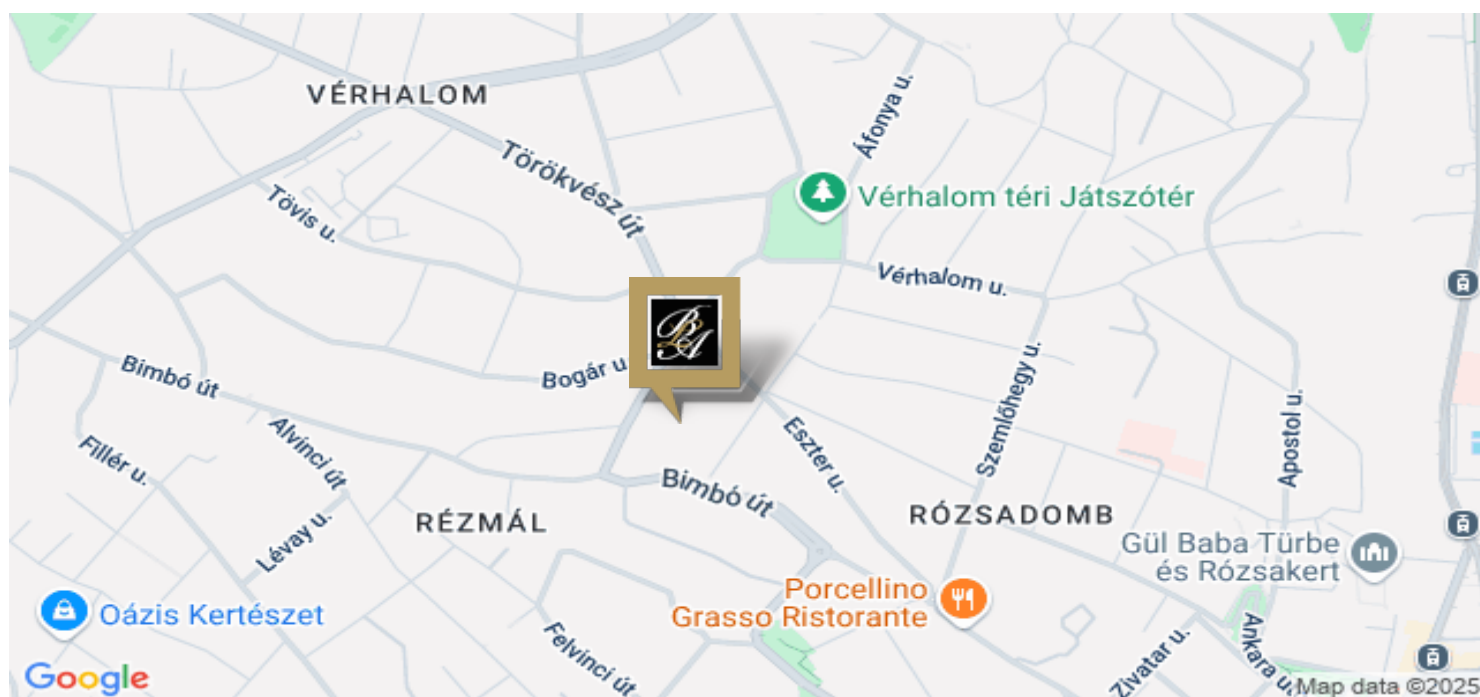 VÉRHALOM
Áfonya u.
Törökvész út
Vérhalom téri Játszótér
Tövis u.
Vérhalom u.
BLA
Bimbó út
Bogár u
Szemlőhegy u.
Apostol u.
Alvinci út
Eszter u.
Fillér u.
Bimbó út
RÉZMÁL
RÓZSADOMB
Lévay u.
Gül Baba Türbe
és Rózsakert
Porcellino
Grasso Ristorante
Oázis Kertészet
Felvinci út
Zivatar u.
Ankara u.
Google
Map data ©2025